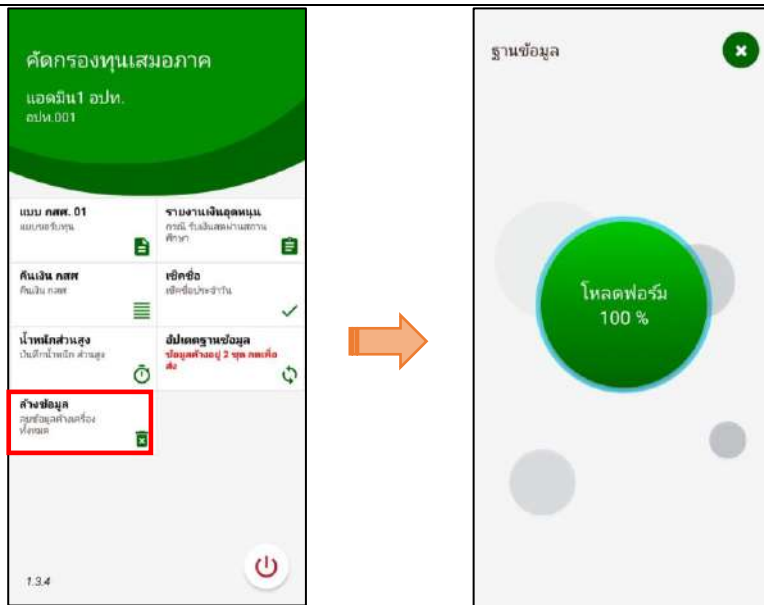 คัดกรองทุนเสมอภาค
แอดมิน1 อปท.
อปท.001
แบบ กสศ. 01
แบบขอรับทุน
รายงานเงินอุดหนุน
กรณี รับเงินสดผ่านสถาน
ศึกษา
คืนเงิน กสศ
คืนเงิน กสศ
เช็คชื่อ
เช็คชื่อประจำวัน
น้ำหนักส่วนสูง
บันทึกน้ำหนัก ส่วนสูง
อัปเดตฐานข้อมูล
ข้อมูลค้างอยู่ 2 ชุด กดเพื่อ
ส่ง
ล้างข้อมูล
ลบข้อมูลค้างเครื่อง
ทั้งหมด
1.3.4
ฐานข้อมูล
โหลดฟอร์ม
100 %